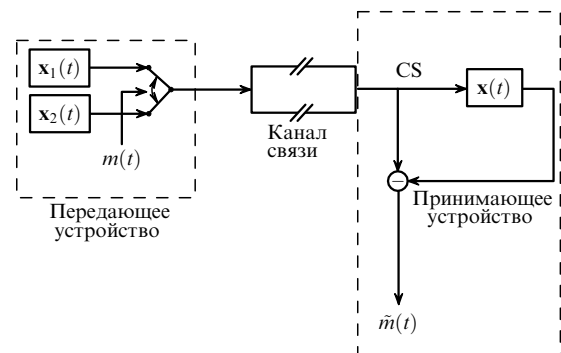 𝐱₁(t)
𝐱₂(t)
m(t)
Передающее
устройство
Канал
связи
CS
𝐱(t)
−
Принимающее
устройство
m̃(t)